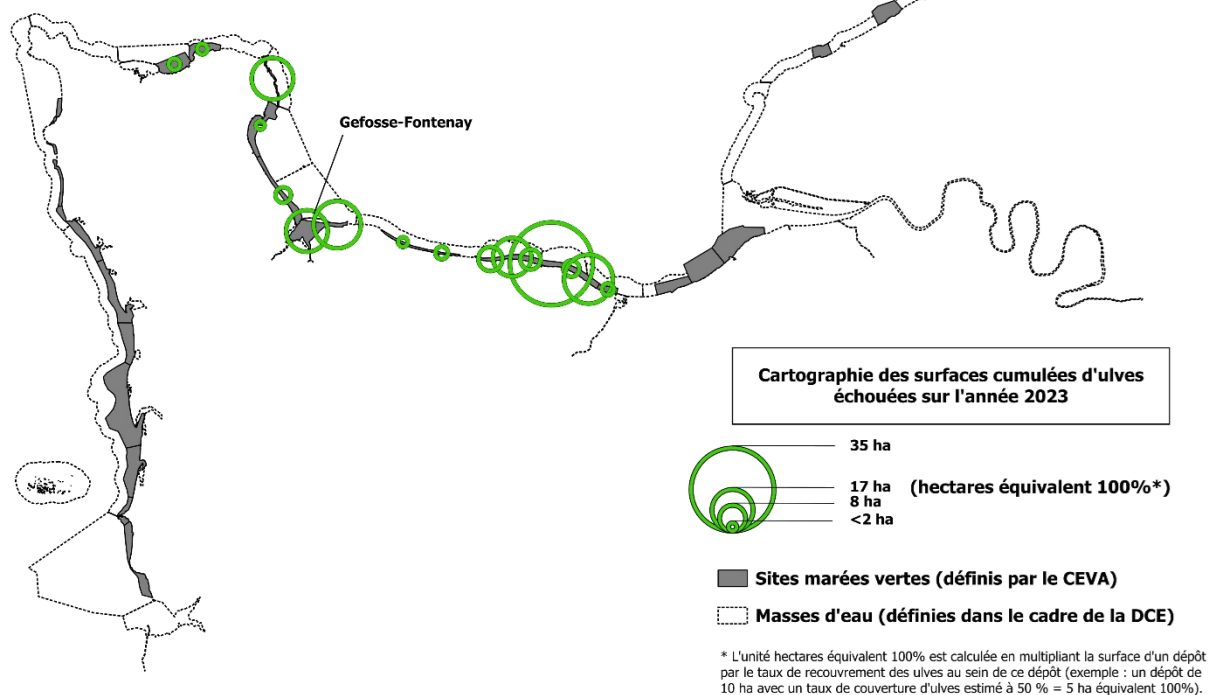 Gefosse-Fontenay
Cartographie des surfaces cumulées d'ulves
échouées sur l'année 2023
35 ha
17 ha (hectares équivalent 100%*)
8 ha
<2 ha
Sites marées vertes (définis par le CEVA)
Masses d'eau (définies dans le cadre de la DCE)
* L'unité hectares équivalent 100% est calculée en multipliant la surface d'un dépôt
par le taux de recouvrement des ulves au sein de ce dépôt (exemple : un dépôt de
10 ha avec un taux de couverture d'ulves estimé à 50 % = 5 ha équivalent 100%).